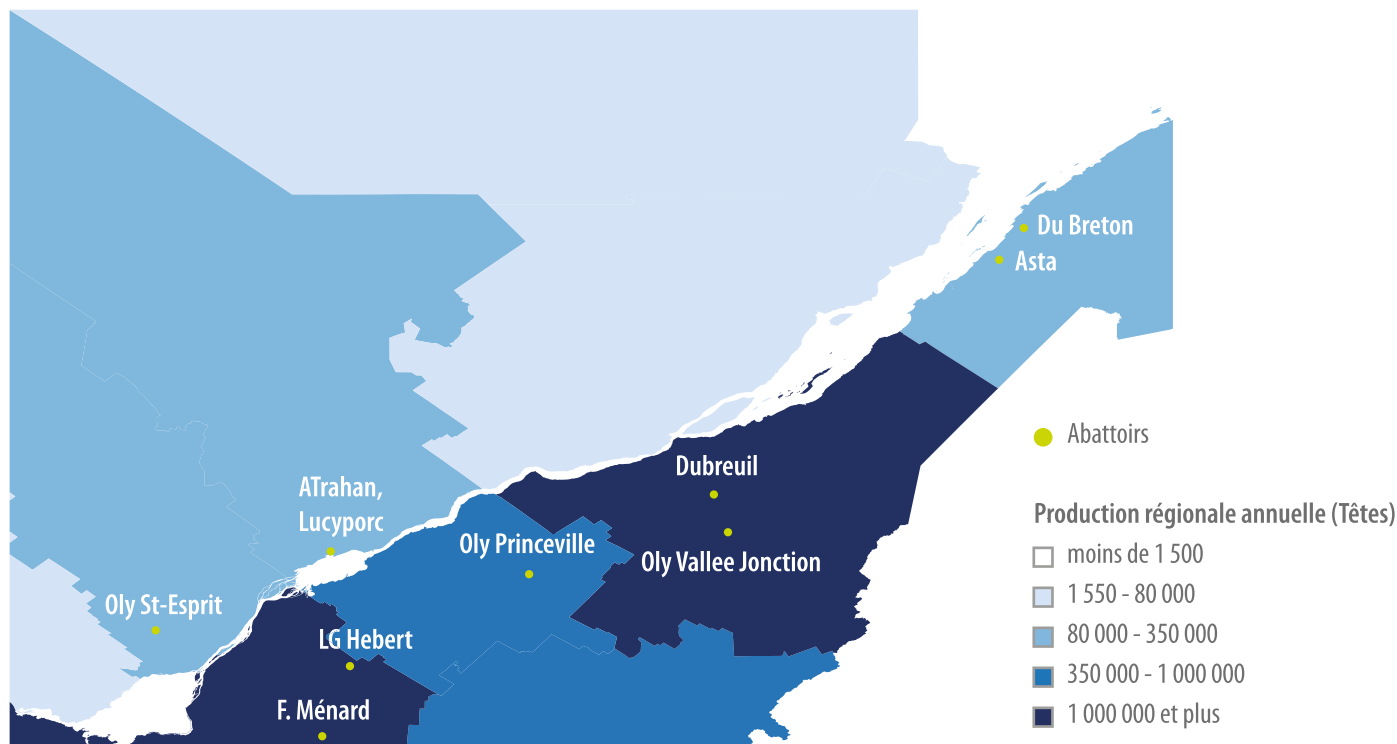 Du Breton
Asta
Abattoirs
Dubreuil
ATrahan,
Lucyporc
Oly Princeville
Oly Vallee Jonction
Oly St-Esprit
LG Hebert
F. Ménard
Production régionale annuelle (Têtes)
moins de 1 500
1 550 - 80 000
80 000 - 350 000
350 000 - 1 000 000
1 000 000 et plus